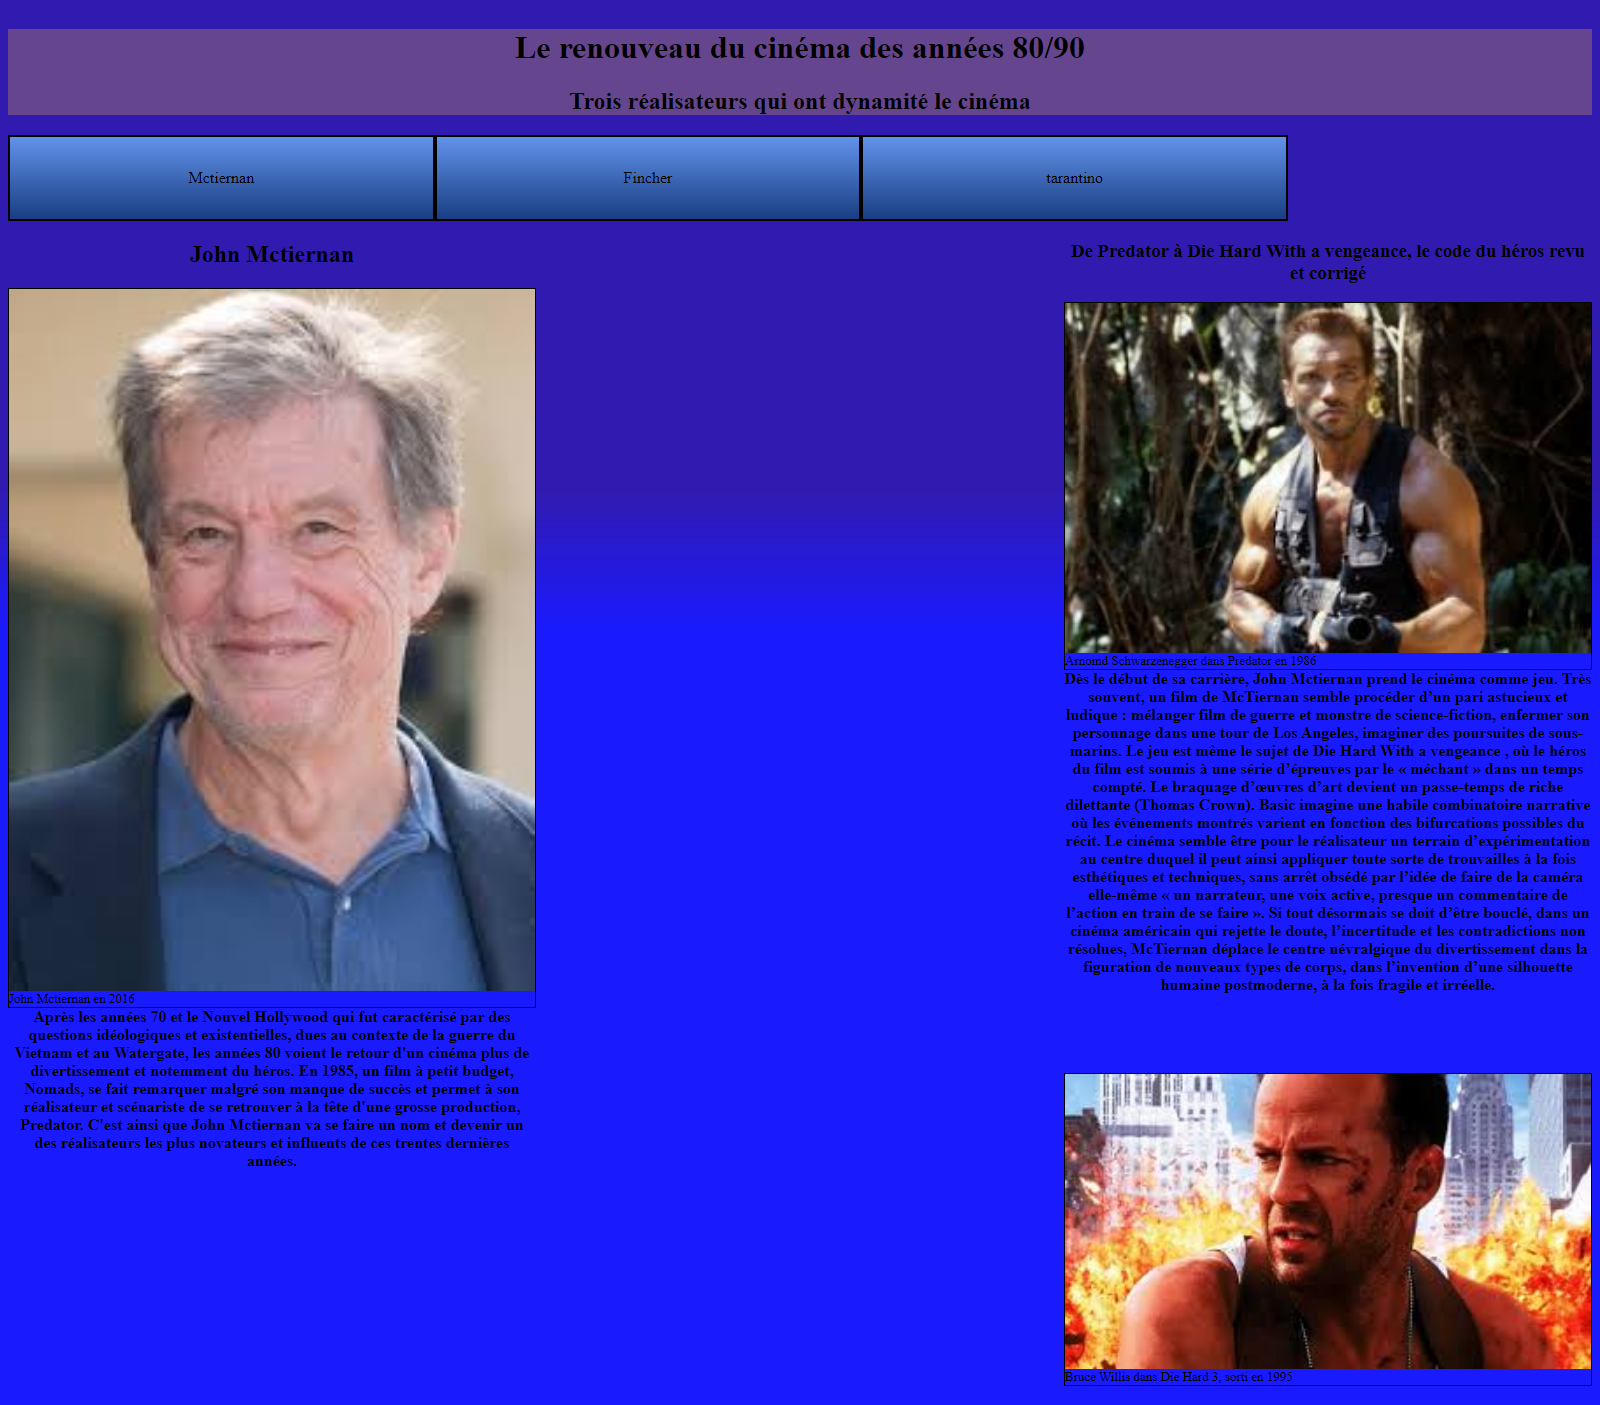 Le renouveau du cinéma des années 80/90
Trois réalisateurs qui ont dynamité le cinéma
Mctiernan
Fincher
tarantino
John Mctiernan
John Mctiernan en 2016
Après les années 70 et le Nouvel Hollywood qui fut caractérisé par des
questions idéologiques et existentielles, dues au contexte de la guerre du
Vietnam et au Watergate, les années 80 voient le retour d'un cinéma plus de
divertissement et notemment du héros. En 1985, un film à petit budget,
Nomads, se fait remarquer malgré son manque de succès et permet à son
réalisateur et scénariste de se retrouver à la tête d'une grosse production,
Predator. C'est ainsi que John Mctiernan va se faire un nom et devenir un
des réalisateurs les plus novateurs et influents de ces trentes dernières
années.
De Predator à Die Hard With a vengeance, le code du héros revu
et corrigé
Arnomd Schwarzenegger dans Predator en 1986
Dès le début de sa carrière, John Mctiernan prend le cinéma comme jeu. Très
souvent, un film de McTiernan semble procéder d’un pari astucieux et
ludique : mélanger film de guerre et monstre de science-fiction, enfermer son
personnage dans une tour de Los Angeles, imaginer des poursuites de sous-
marins. Le jeu est même le sujet de Die Hard With a vengeance , où le héros
du film est soumis à une série d’épreuves par le « méchant » dans un temps
compté. Le braquage d’œuvres d’art devient un passe-temps de riche
dilettante (Thomas Crown). Basic imagine une habile combinatoire narrative
où les événements montrés varient en fonction des bifurcations possibles du
récit. Le cinéma semble être pour le réalisateur un terrain d’expérimentation
au centre duquel il peut ainsi appliquer toute sorte de trouvailles à la fois
esthétiques et techniques, sans arrêt obsédé par l’idée de faire de la caméra
elle-même « un narrateur, une voix active, presque un commentaire de
l’action en train de se faire ». Si tout désormais se doit d’être bouclé, dans un
cinéma américain qui rejette le doute, l’incertitude et les contradictions non
résolues, McTiernan déplace le centre névralgique du divertissement dans la
figuration de nouveaux types de corps, dans l’invention d’une silhouette
humaine postmoderne, à la fois fragile et irréelle.
Bruce Willis dans Die Hard 3, sorti en 1995